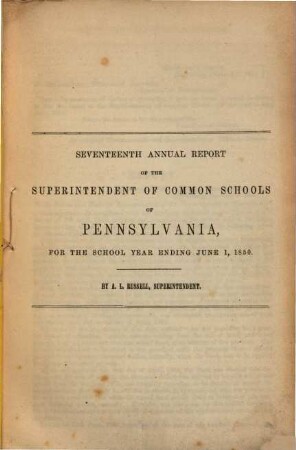 SEVENTEENTH ANNUAL REPORT
OF THE
SUPERINTENDENT OF COMMON SCHOOLS
OF
PENNSYLVANIA,
FOR THE SCHOOL YEAR ENDING JUNE 1, 1850.
BY A. L. RUSSELL, SUPERINTENDENT.